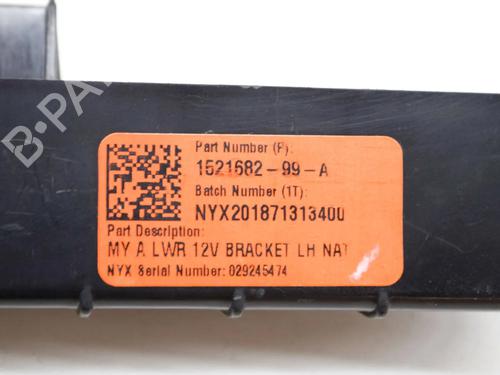 Part Number (P):
1521682-99-A
Batch Number (1T):
NYX201871313400
Part Description:
MY A LWR 12V BRACKET LH NAT
NYX Serial Number: 029245474
B-Parts